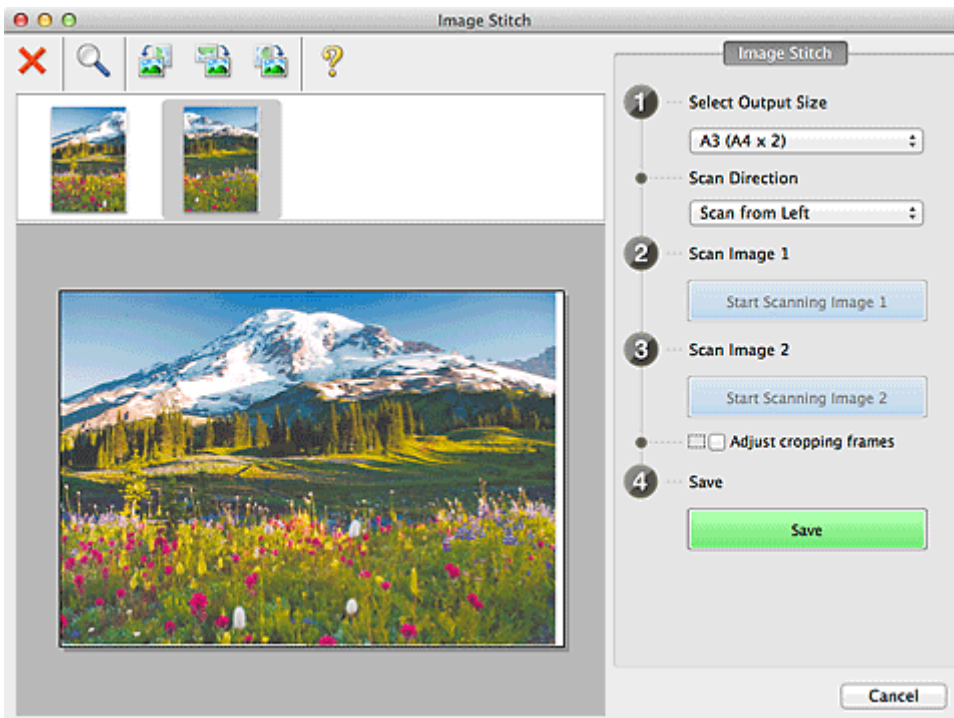 Image Stitch
?
Image Stitch
1 Select Output Size
A3 (A4 x 2)
Scan Direction
Scan from Left
2 Scan Image 1
Start Scanning Image 1
3 Scan Image 2
Start Scanning Image 2
Adjust cropping frames
4 Save
Save
Cancel